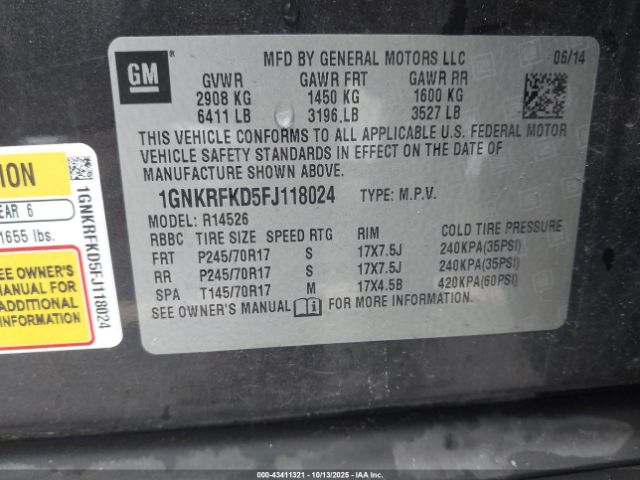 GM
MFD BY GENERAL MOTORS LLC 06/14
GVWR GAWR FRT GAWR RR
2908 KG 1450 KG 1600 KG
6411 LB 3196 LB 3527 LB
THIS VEHICLE CONFORMS TO ALL APPLICABLE U.S. FEDERAL MOTOR
VEHICLE SAFETY STANDARDS IN EFFECT ON THE DATE OF
MANUFACTURE SHOWN ABOVE.
1GNKRFKD5FJ118024 TYPE: M.P.V.
MODEL: R14526
RBBC TIRE SIZE SPEED RTG RIM COLD TIRE PRESSURE
FRT P245/70R17 S 17X7.5J 240KPA(35PSI)
RR P245/70R17 S 17X7.5J 240KPA(35PSI)
SPA T145/70R17 M 17X4.5B 420KPA(60PSI)
SEE OWNER'S MANUAL FOR MORE INFORMATION.
TION
EAR 6
1655 lbs.
SEE OWNER'S
MANUAL FOR
ADDITIONAL
INFORMATION
1GNKRFKD5FJ118024
© 00-43411321 - 10/13/2025 - IAA Inc.